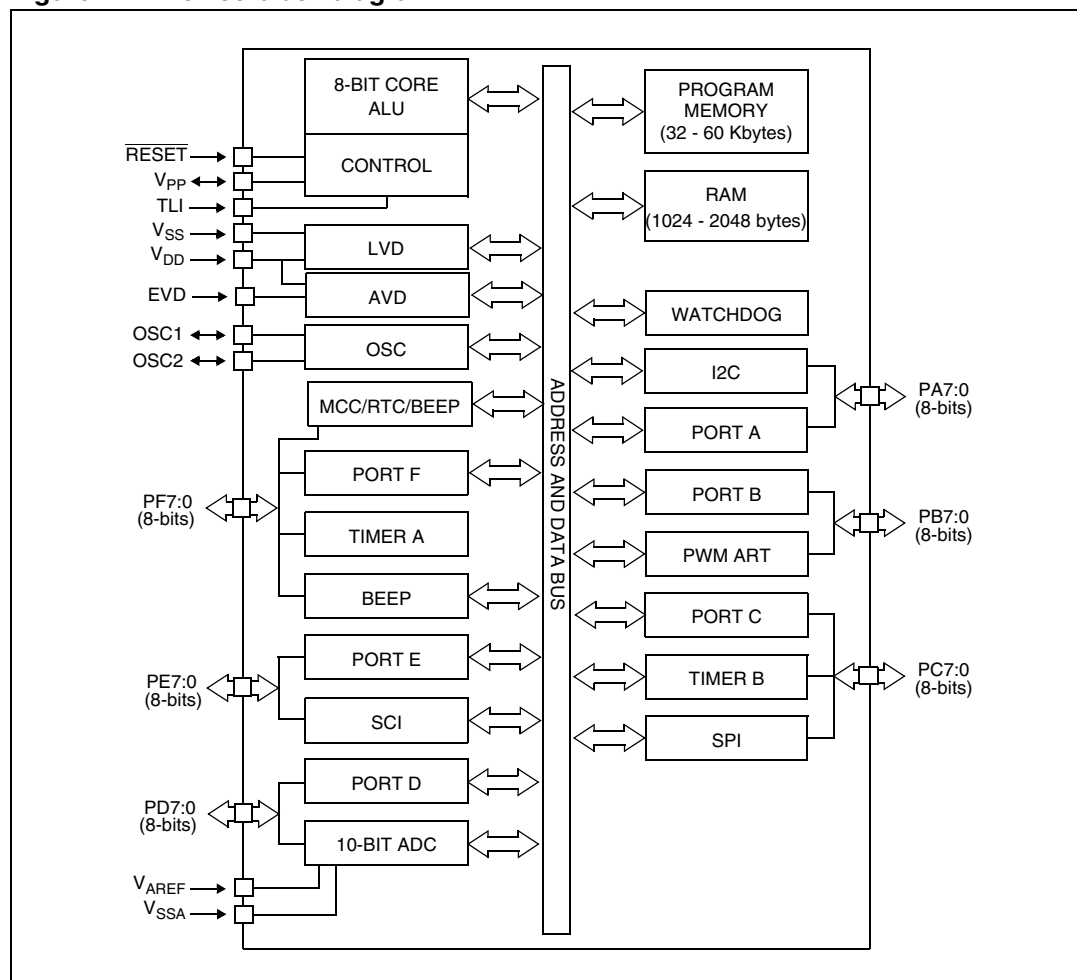 8-BIT CORE
ALU
CONTROL
RESET
VPP
TLI
VSS
VDD
EVD
OSC1
OSC2
LVD
AVD
OSC
MCC/RTC/BEEP
PORT F
TIMER A
BEEP
PF7:0
(8-bits)
PORT E
SCI
PE7:0
(8-bits)
PORT D
10-BIT ADC
PD7:0
(8-bits)
VAREF
VSSA
ADDRESS AND DATA BUS
PROGRAM
MEMORY
(32 - 60 Kbytes)
RAM
(1024 - 2048 bytes)
WATCHDOG
I2C
PORT A
PA7:0
(8-bits)
PORT B
PWM ART
PB7:0
(8-bits)
PORT C
TIMER B
SPI
PC7:0
(8-bits)